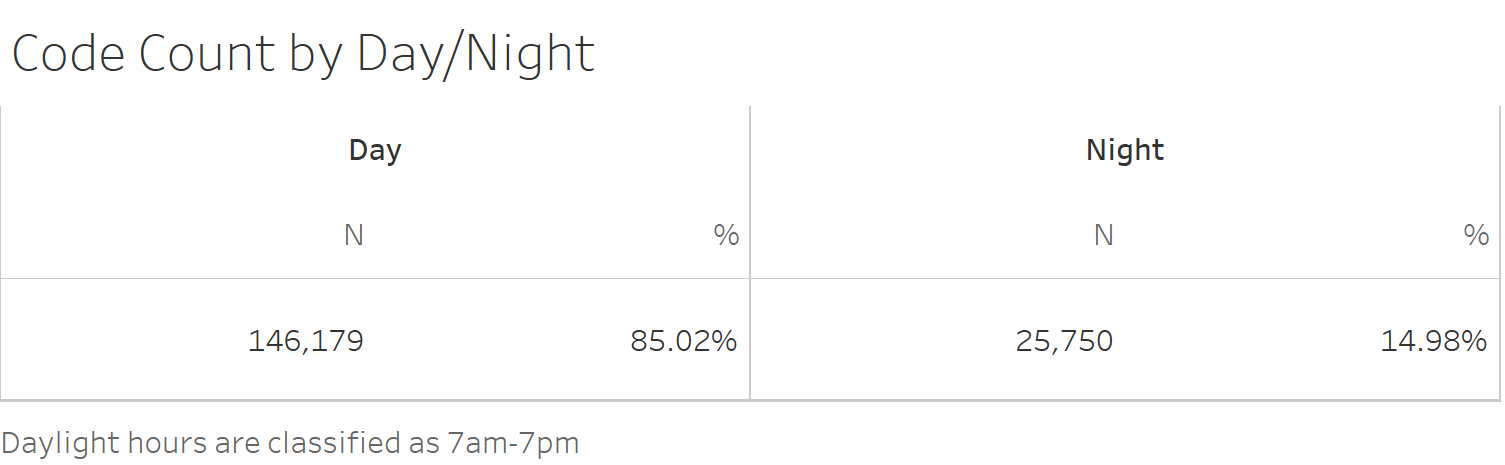 Code Count by Day/Night
Day Night
N % N %
146,179 85.02% 25,750 14.98%
Daylight hours are classified as 7am-7pm